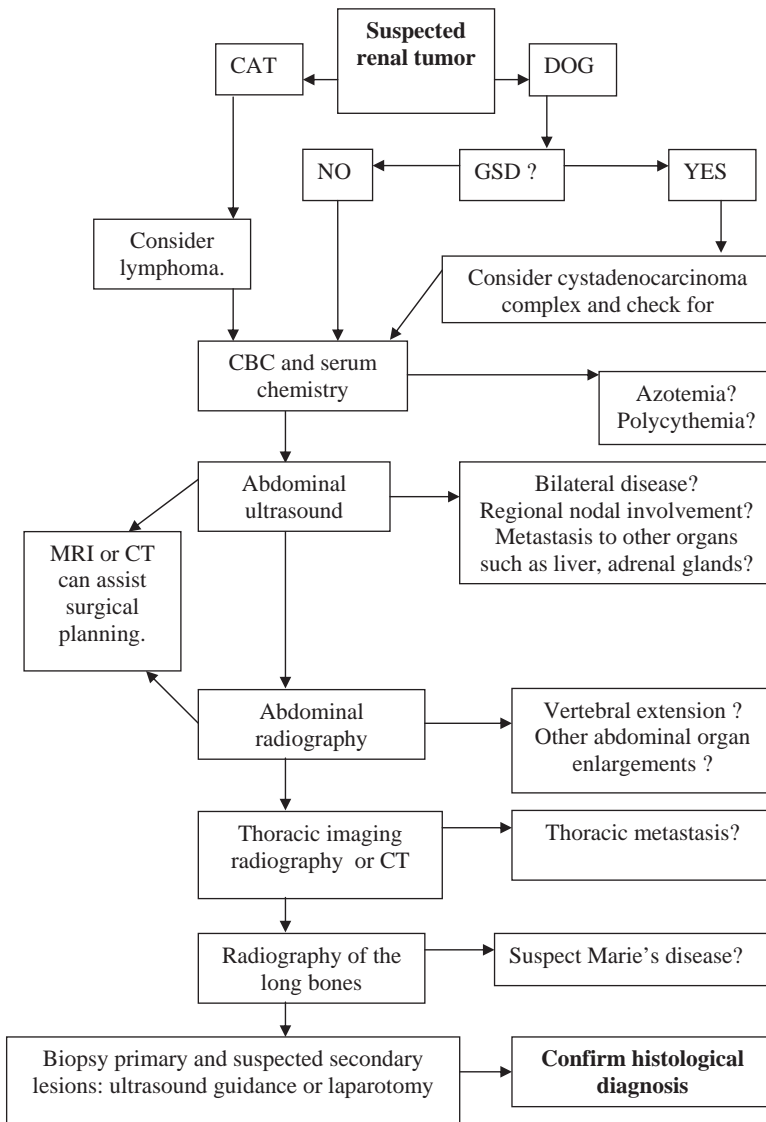 Suspected
renal tumor
CAT
DOG
NO
GSD ?
YES
Consider
lymphoma.
Consider cystadenocarcinoma
complex and check for
CBC and serum
chemistry
Azotemia?
Polycythemia?
Abdominal
ultrasound
Bilateral disease?
Regional nodal involvement?
Metastasis to other organs
such as liver, adrenal glands?
MRI or CT
can assist
surgical
planning.
Abdominal
radiography
Vertebral extension ?
Other abdominal organ
enlargements ?
Thoracic imaging
radiography or CT
Thoracic metastasis?
Radiography of the
long bones
Suspect Marie's disease?
Biopsy primary and suspected secondary
lesions: ultrasound guidance or laparotomy
Confirm histological
diagnosis